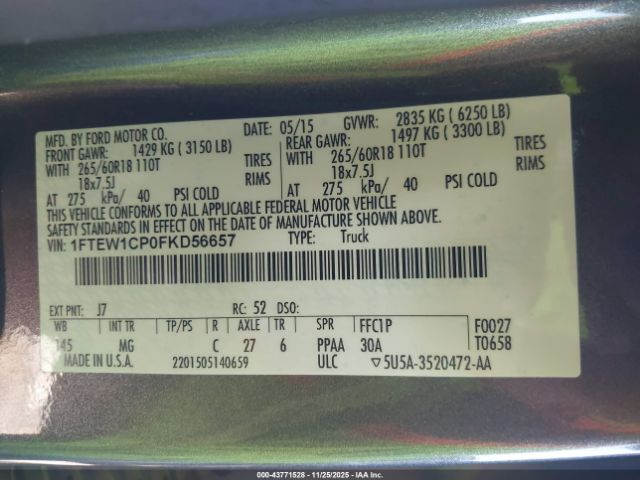 MFD. BY FORD MOTOR CO. DATE: 05/15 GVWR: 2835 KG ( 6250 LB)
FRONT GAWR: 1429 KG ( 3150 LB) REAR GAWR: 1497 KG ( 3300 LB)
WITH 265/60R18 110T TIRES WITH 265/60R18 110T TIRES
18x7.5J RIMS 18x7.5J RIMS
AT 275 kPa/ 40 PSI COLD AT 275 kPa/ 40 PSI COLD
THIS VEHICLE CONFORMS TO ALL APPLICABLE FEDERAL MOTOR VEHICLE
SAFETY STANDARDS IN EFFECT ON THE DATE OF MANUFACTURE SHOWN ABOVE.
VIN: 1FTEW1CP0FKD56657 TYPE: Truck
EXT PNT: J7 RC: 52 DSO:
WB INT TR TP/PS R AXLE TR SPR FFC1P F0027
145 MG C 27 6 PPAA 30A T0658
MADE IN U.S.A. 2201505140659 ULC ▽5U5A-3520472-AA
000-43771528 - 11/25/2025 - IAA Inc.